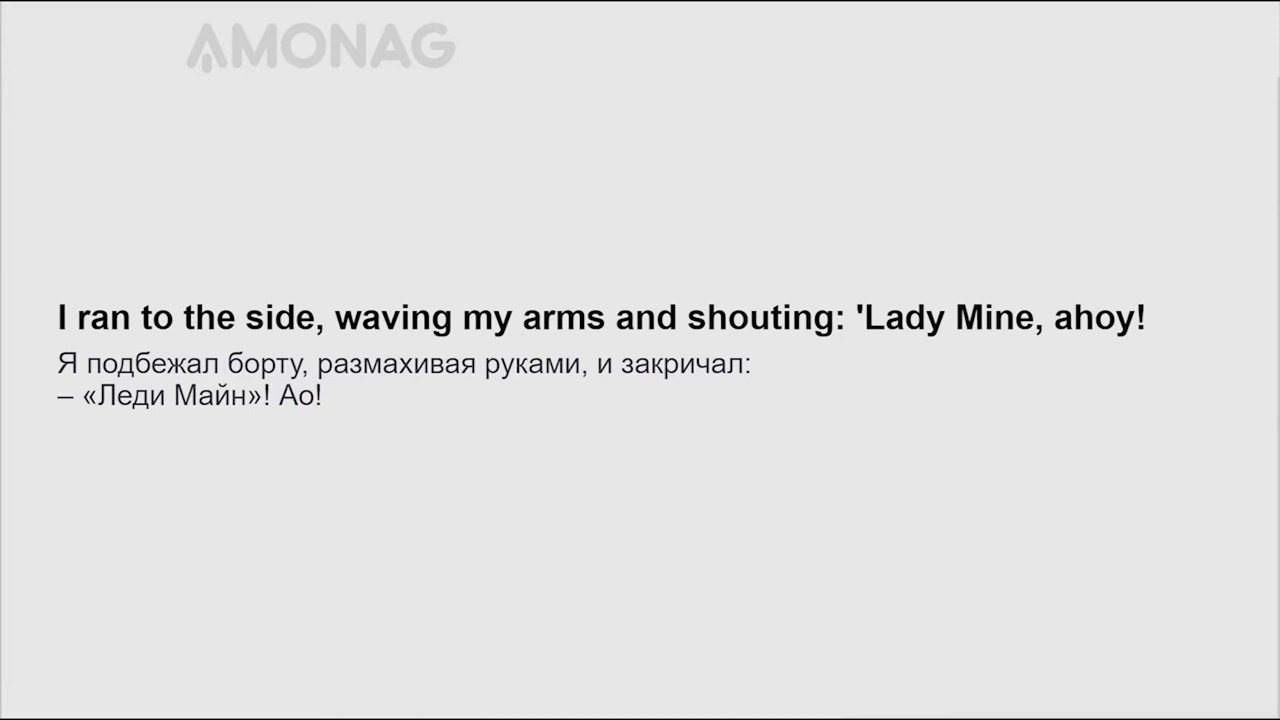 AMONAG
I ran to the side, waving my arms and shouting: 'Lady Mine, ahoy!
Я подбежал борту, размахивая руками, и закричал:
– «Леди Майн»! Ао!